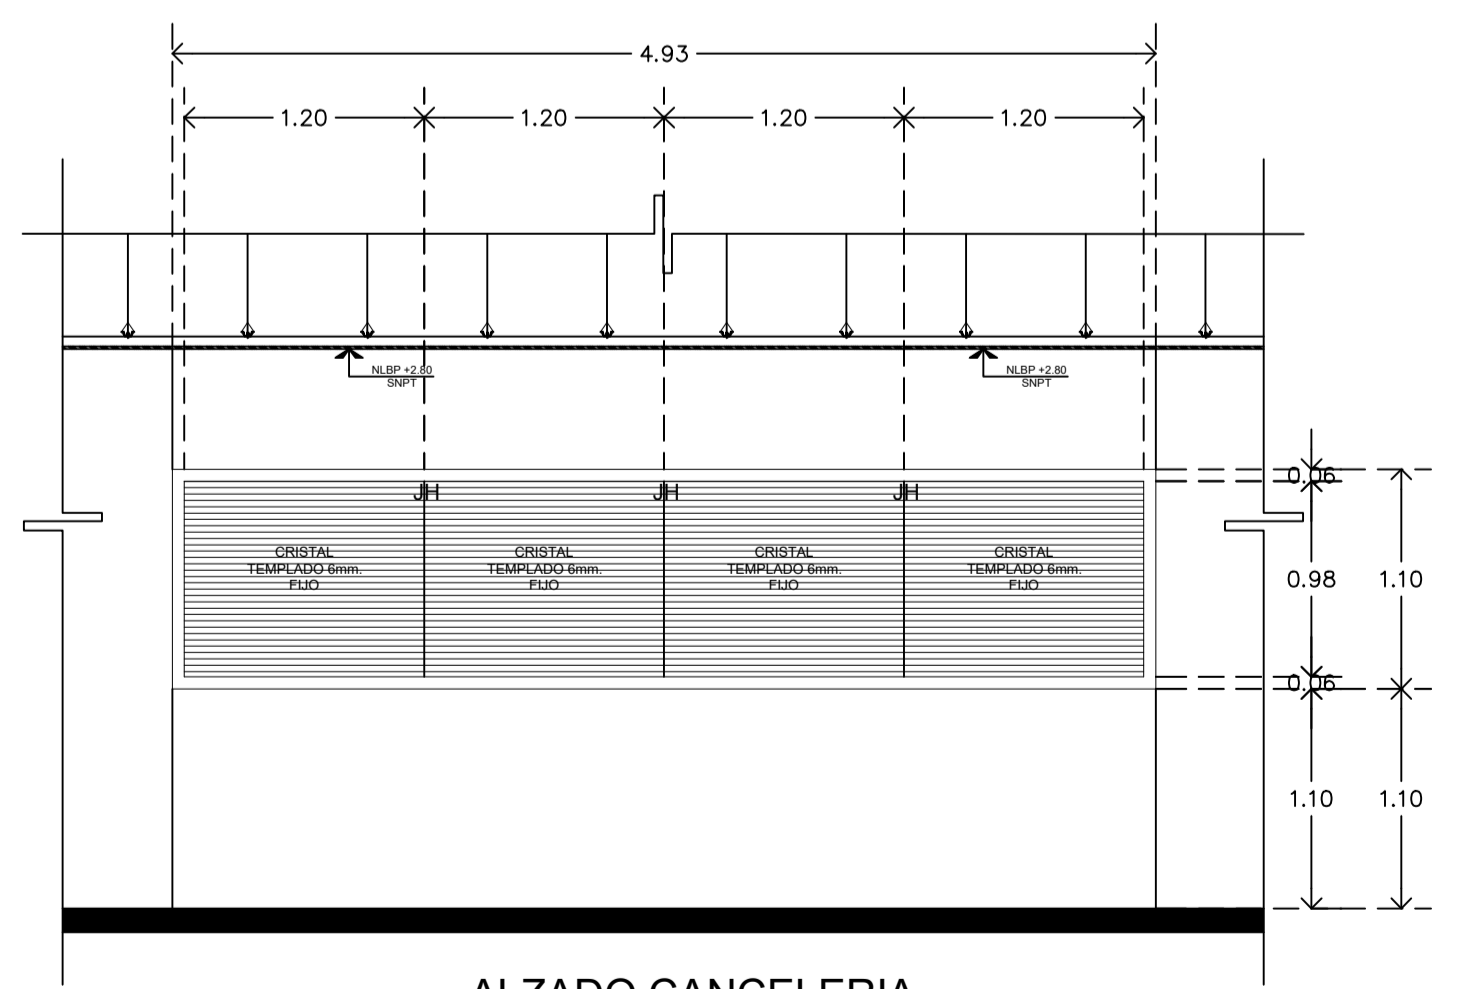 4.93
1.20 1.20 1.20 1.20
NLBP +2.80
SNPT
NLBP +2.80
SNPT
0.06
JH JH JH
CRISTAL
TEMPLADO 6mm.
FIJO
CRISTAL
TEMPLADO 6mm.
FIJO
CRISTAL
TEMPLADO 6mm.
FIJO
CRISTAL
TEMPLADO 6mm.
FIJO
0.98 1.10
0.06
1.10 1.10
ALZADO CANCELERIA